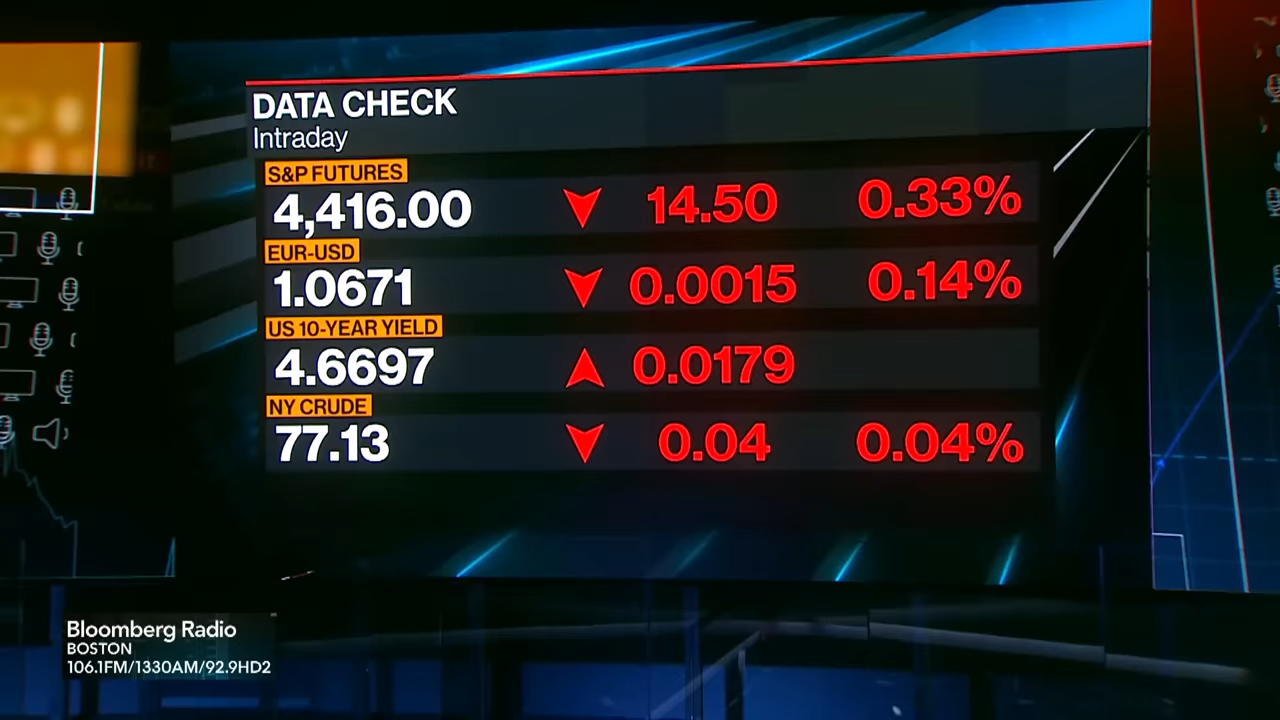 DATA CHECK
Intraday
S&P FUTURES
4,416.00 14.50 0.33%
EUR-USD
1.0671 0.0015 0.14%
US 10-YEAR YIELD
4.6697 0.0179
NY CRUDE
77.13 0.04 0.04%
Bloomberg Radio
BOSTON
106.1FM/1330AM/92.9HD2